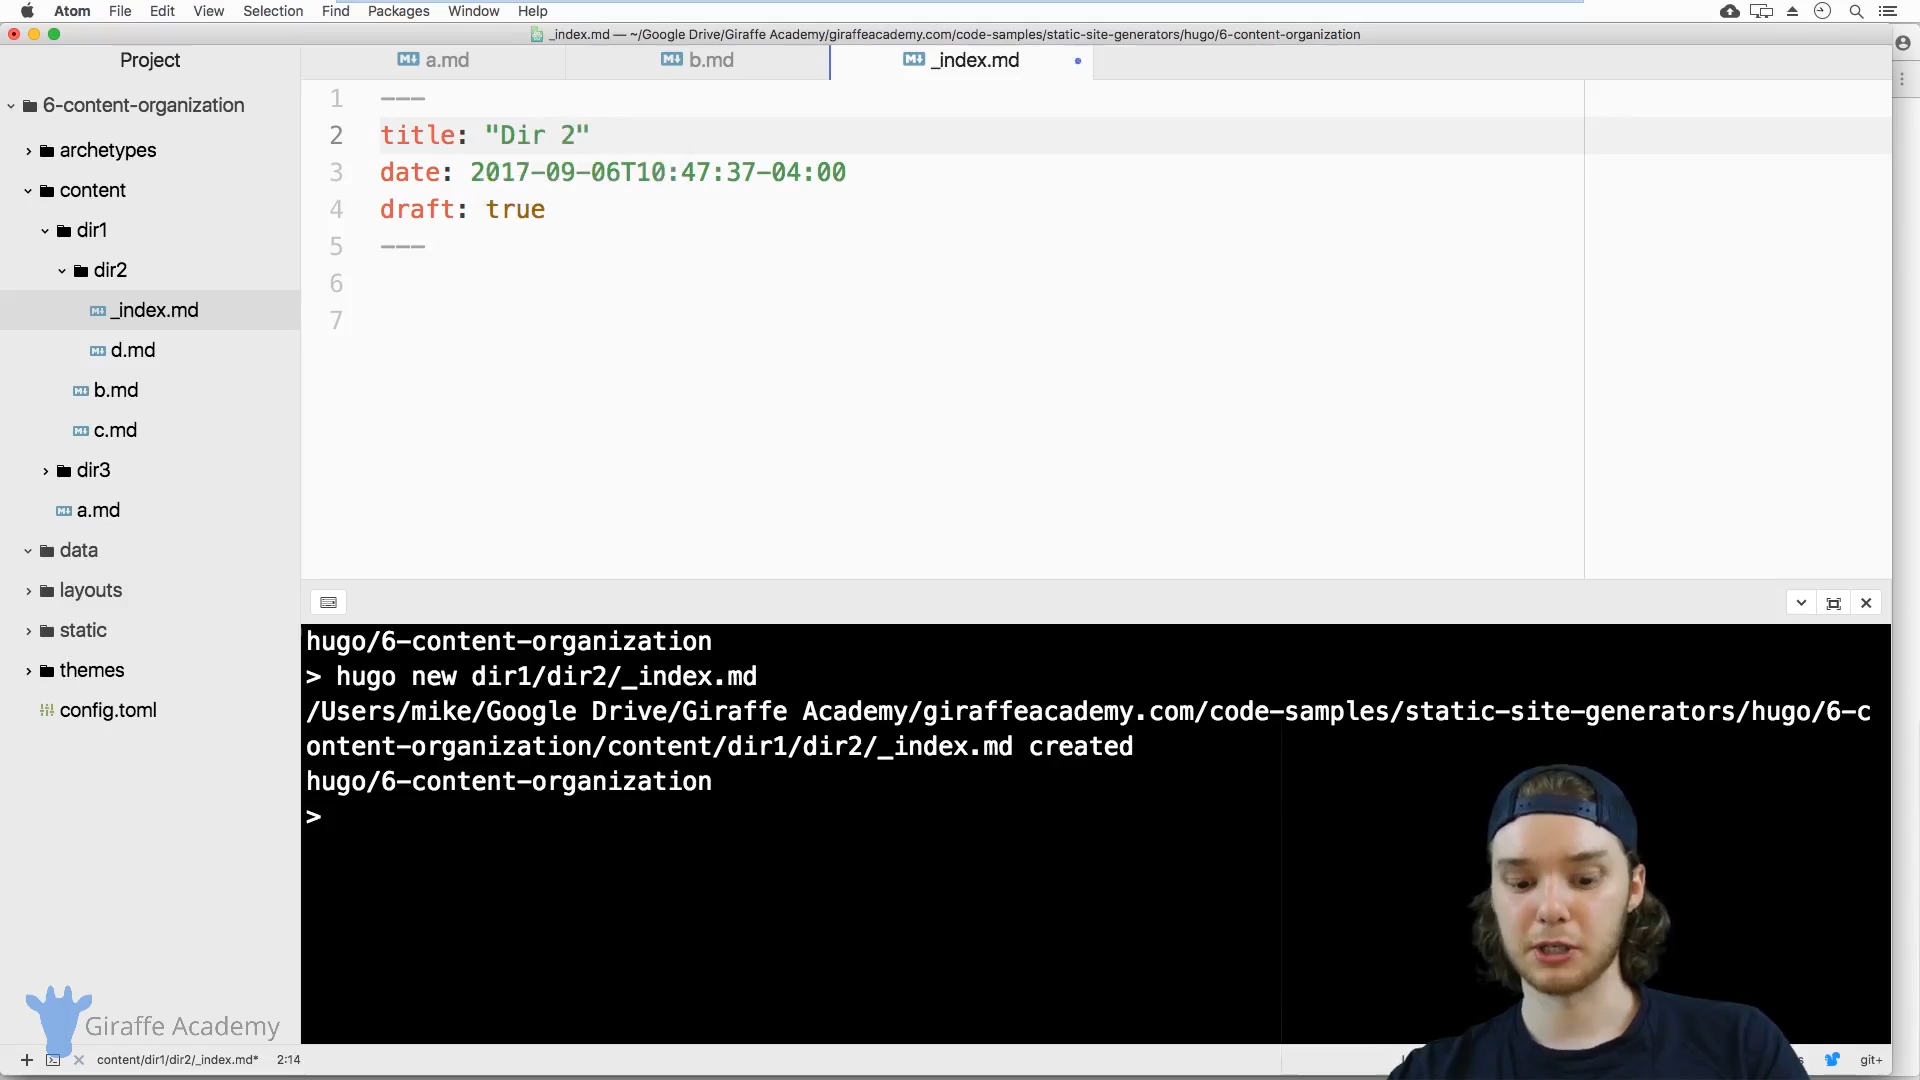 Atom File Edit View Selection Find Packages Window Help
_index.md — ~/Google Drive/Giraffe Academy/giraffeacademy.com/code-samples/static-site-generators/hugo/6-content-organization
Project
a.md
b.md
_index.md
6-content-organization
archetypes
content
dir1
dir2
_index.md
d.md
b.md
c.md
dir3
a.md
data
layouts
static
themes
config.toml
1 ---
2 title: "Dir 2"
3 date: 2017-09-06T10:47:37-04:00
4 draft: true
5 ---
6
7
hugo/6-content-organization
> hugo new dir1/dir2/_index.md
/Users/mike/Google Drive/Giraffe Academy/giraffeacademy.com/code-samples/static-site-generators/hugo/6-c
ontent-organization/content/dir1/dir2/_index.md created
hugo/6-content-organization
>
Giraffe Academy
content/dir1/dir2/_index.md* 2:14
git+